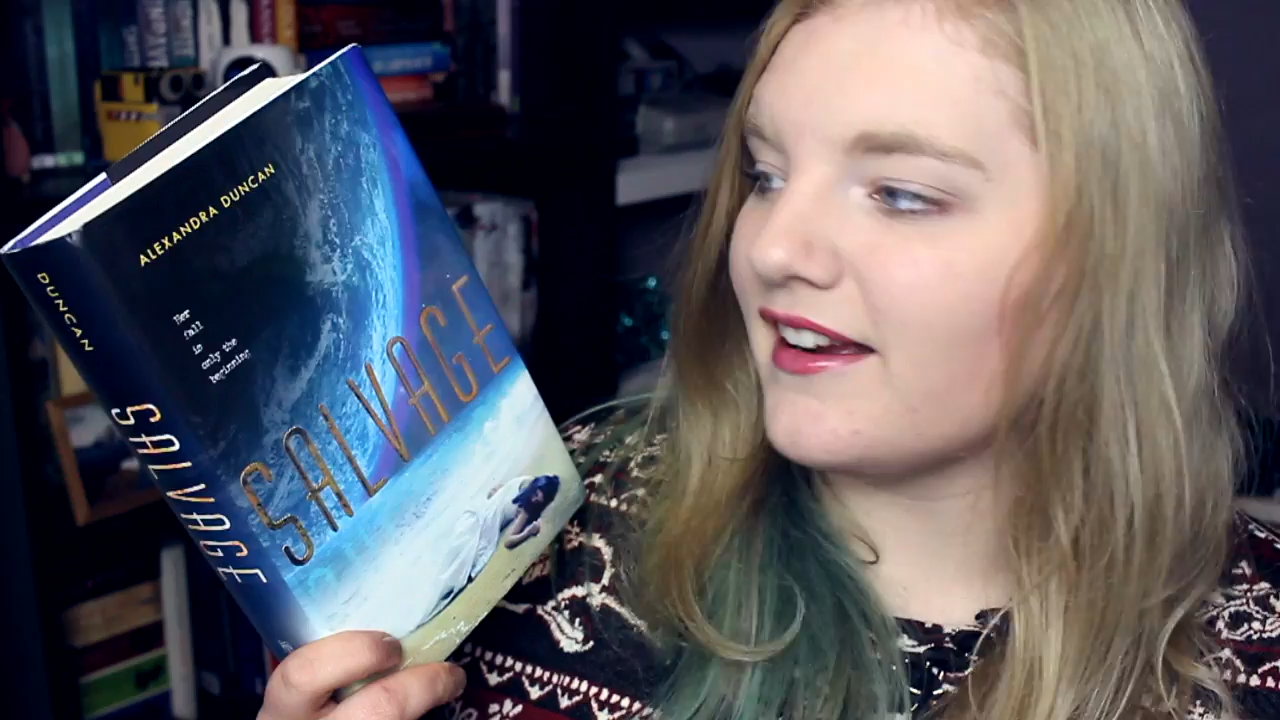 ALEXANDRA DUNCAN
Her
fall
is
only the
beginning
SALVAGE
DUNCAN
SALVAGE